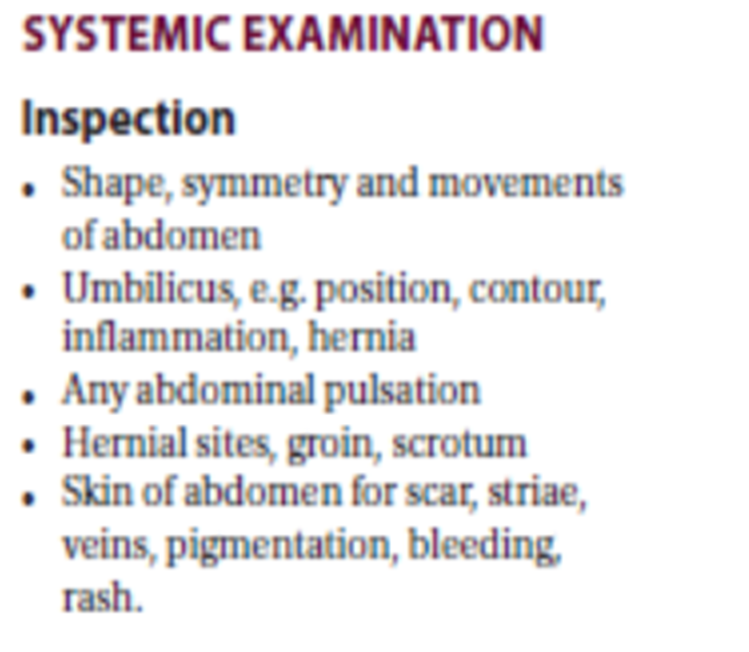 SYSTEMIC EXAMINATION
Inspection
• Shape, symmetry and movements
of abdomen
• Umbilicus, e.g. position, contour,
inflammation, hernia
• Any abdominal pulsation
• Hernial sites, groin, scrotum
• Skin of abdomen for scar, striae,
veins, pigmentation, bleeding,
rash.